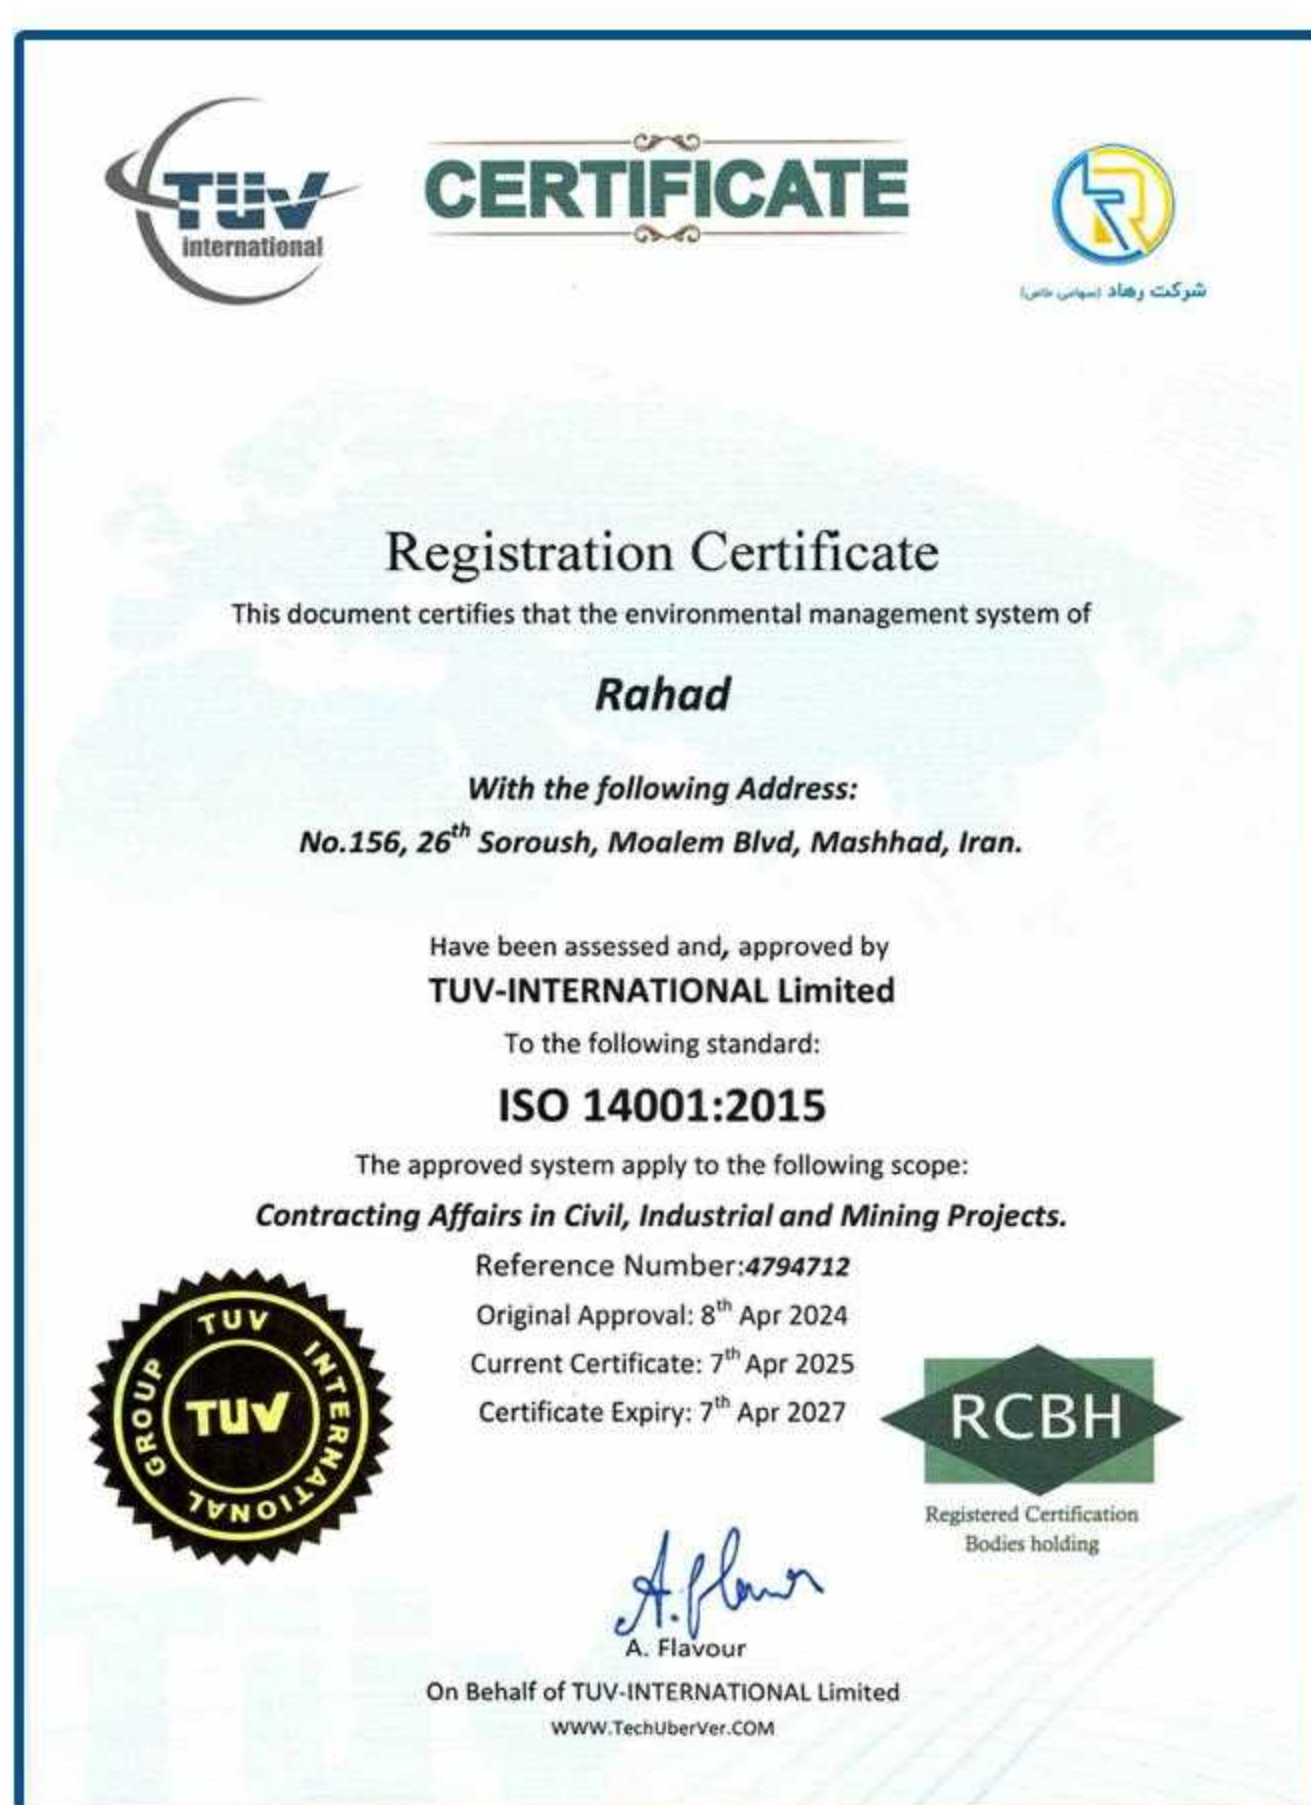 TÜV
international
CERTIFICATE
شرکت رهاد (سهامی خاص)
Registration Certificate
This document certifies that the environmental management system of
Rahad
With the following Address:
No.156, 26th Soroush, Moalem Blvd, Mashhad, Iran.
Have been assessed and, approved by
TUV-INTERNATIONAL Limited
To the following standard:
ISO 14001:2015
The approved system apply to the following scope:
Contracting Affairs in Civil, Industrial and Mining Projects.
Reference Number:4794712
Original Approval: 8th Apr 2024
Current Certificate: 7th Apr 2025
Certificate Expiry: 7th Apr 2027
TUV INTERNATIONAL GROUP
TUV
RCBH
Registered Certification
Bodies holding
A. Flavour
A. Flavour
On Behalf of TUV-INTERNATIONAL Limited
WWW.TechUberVer.COM
TÜV